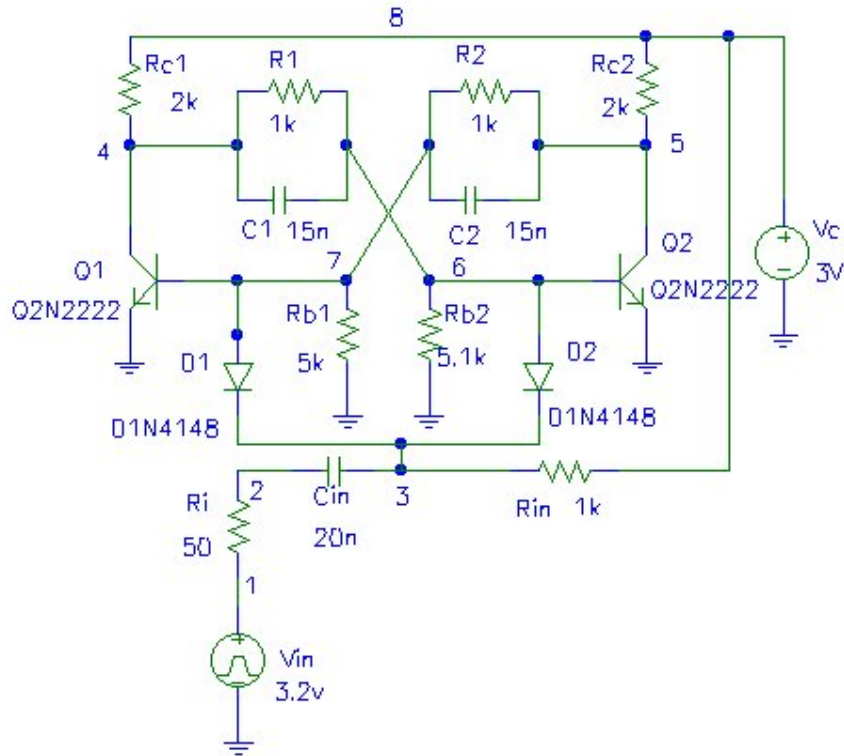 8
Rc1
2k
R1
1k
R2
1k
Rc2
2k
4
5
C1
15n
C2
15n
7
6
Q1
Q2N2222
Q2
Q2N2222
Vc
3V
Rb1
5k
Rb2
5.1k
D1
D1N4148
D2
D1N4148
Ri
50
2
Cin
20n
3
Rin
1k
1
Vin
3.2v